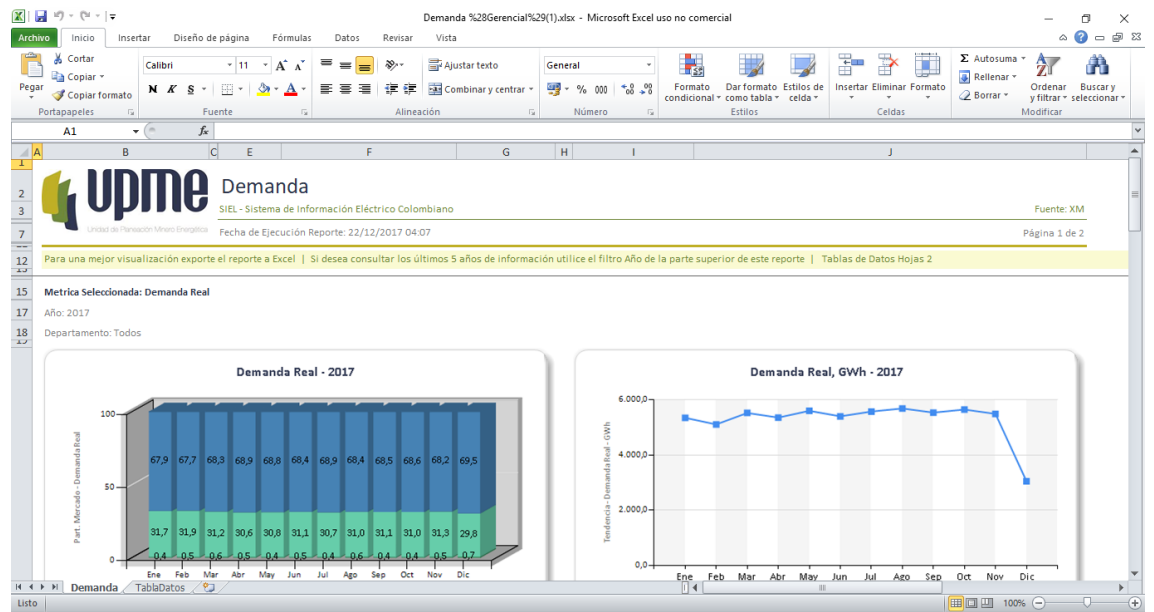 Demanda %28Gerencial%29(1).xlsx - Microsoft Excel uso no comercial
Archivo Inicio Insertar Diseño de página Fórmulas Datos Revisar Vista
Pegar
Cortar
Copiar
Copiar formato
Portapapeles
Calibri 11
N K S
Fuente
Ajustar texto
Combinar y centrar
Alineación
General
% 000
Número
Formato condicional
Dar formato como tabla
Estilos de celda
Estilos
Insertar Eliminar Formato
Celdas
Σ Autosuma
Rellenar
Borrar
Ordenar y filtrar
Buscar y seleccionar
Modificar
A1 fx
A B C E F G H I J
1
2
3
7
12
15
17
18
upme
Unidad de Planeación Minero Energética
Demanda
SIEL - Sistema de Información Eléctrico Colombiano
Fuente: XM
Fecha de Ejecución Reporte: 22/12/2017 04:07
Página 1 de 2
Para una mejor visualización exporte el reporte a Excel | Si desea consultar los últimos 5 años de información utilice el filtro Año de la parte superior de este reporte | Tablas de Datos Hojas 2
Metrica Seleccionada: Demanda Real
Año: 2017
Departamento: Todos
Demanda Real - 2017
Part. Mercado - Demanda Real
100
50
0
67,9 67,7 68,3 68,9 68,8 68,4 68,9 68,4 68,5 68,6 68,2 69,5
31,7 31,9 31,2 30,6 30,8 31,1 30,7 31,0 31,1 31,0 31,3 29,8
0,4 0,5 0,6 0,5 0,4 0,5 0,4 0,6 0,4 0,4 0,5 0,7
Ene Feb Mar Abr May Jun Jul Ago Sep Oct Nov Dic
Demanda Real, GWh - 2017
Tendencia - Demanda Real - GWh
6.000,0
4.000,0
2.000,0
0,0
Ene Feb Mar Abr May Jun Jul Ago Sep Oct Nov Dic
Demanda TablaDatos
Listo
100%